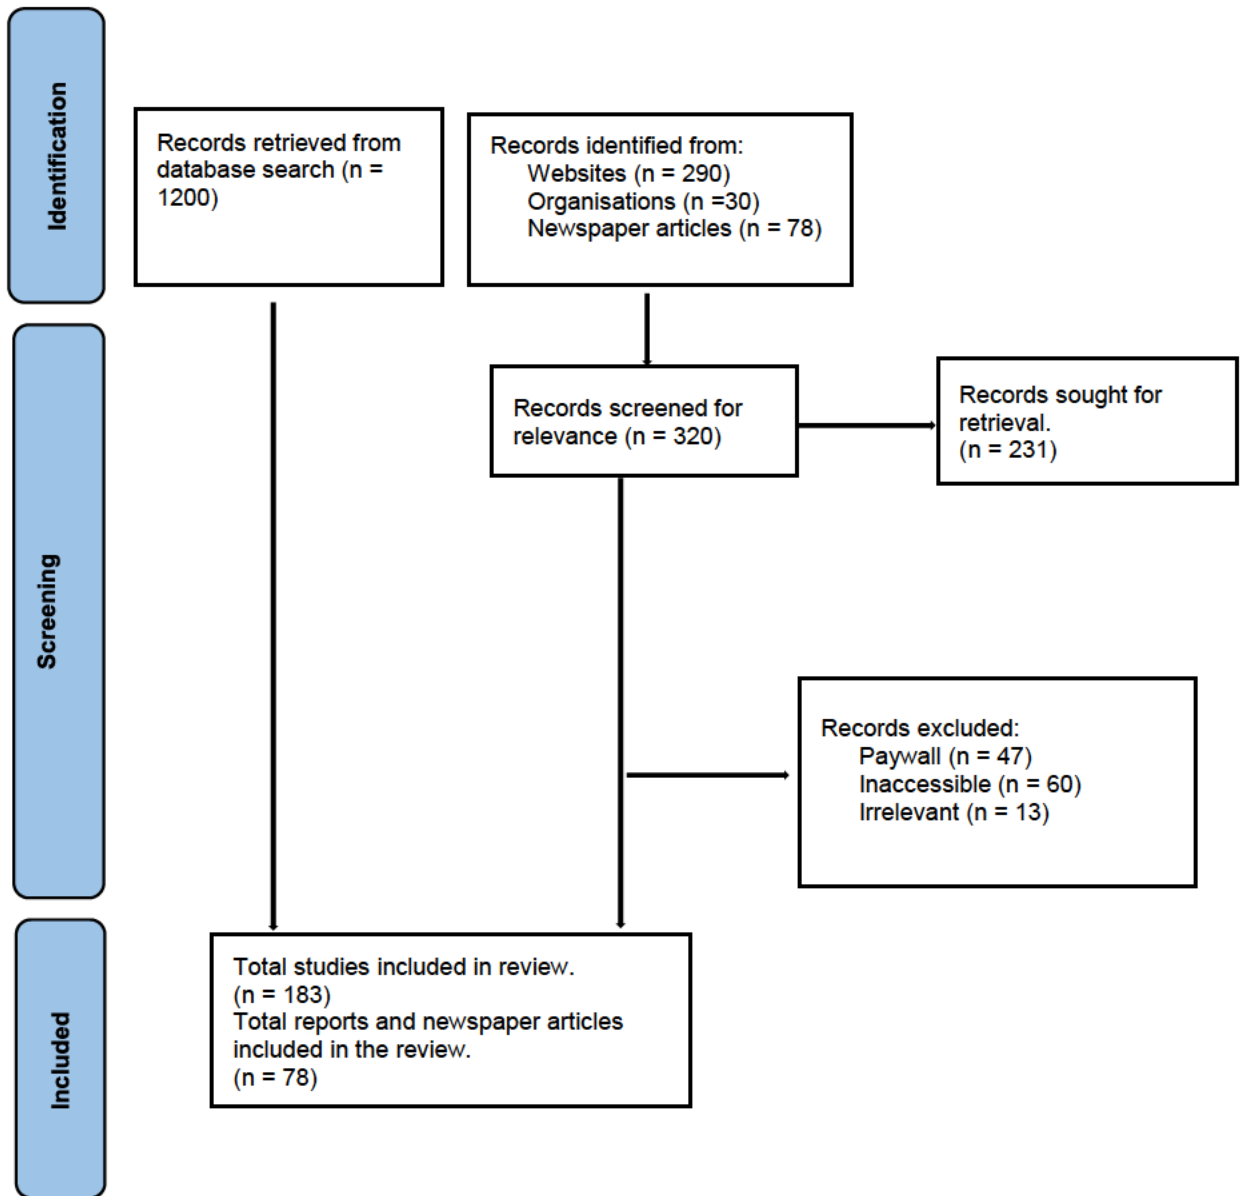 Identification
Records retrieved from
database search (n =
1200)
Records identified from:
Websites (n = 290)
Organisations (n =30)
Newspaper articles (n = 78)
Screening
Records screened for
relevance (n = 320)
Records sought for
retrieval.
(n = 231)
Records excluded:
Paywall (n = 47)
Inaccessible (n = 60)
Irrelevant (n = 13)
Included
Total studies included in review.
(n = 183)
Total reports and newspaper articles
included in the review.
(n = 78)